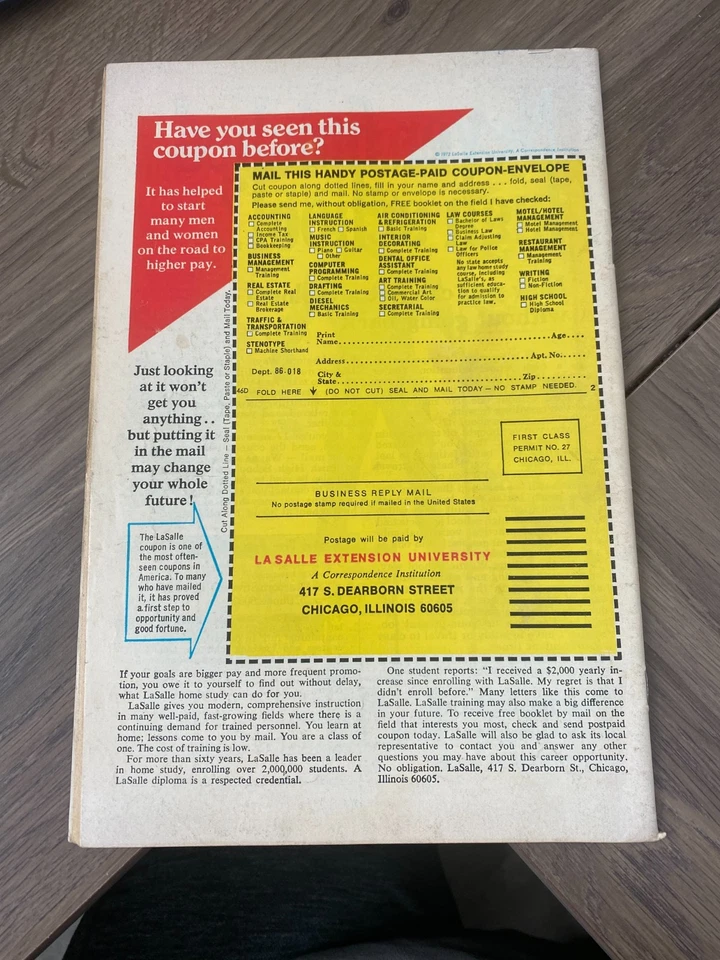 Have you seen this
coupon before?
© 1972 LaSalle Extension University, A Correspondence Institution
It has helped
to start
many men
and women
on the road to
higher pay.
Just looking
at it won't
get you
anything . .
but putting it
in the mail
may change
your whole
future!
The LaSalle
coupon is one of
the most often-
seen coupons in
America. To many
who have mailed
it, it has proved
a first step to
opportunity and
good fortune.
Cut Along Dotted Line — Seal (Tape, Paste or Staple) and Mail Today.
MAIL THIS HANDY POSTAGE-PAID COUPON-ENVELOPE
Cut coupon along dotted lines, fill in your name and address . . . fold, seal (tape,
paste or staple) and mail. No stamp or envelope is necessary.
Please send me, without obligation, FREE booklet on the field I have checked:
ACCOUNTING
☐ Complete
Accounting
☐ Income Tax
☐ CPA Training
☐ Bookkeeping
BUSINESS
MANAGEMENT
☐ Management
Training
REAL ESTATE
☐ Complete Real
Estate
☐ Real Estate
Brokerage
TRAFFIC &
TRANSPORTATION
☐ Complete Training
STENOTYPE
☐ Machine Shorthand
LANGUAGE
INSTRUCTION
☐ French ☐ Spanish
MUSIC
INSTRUCTION
☐ Piano ☐ Guitar
☐ Other
COMPUTER
PROGRAMMING
☐ Complete Training
DRAFTING
☐ Complete Training
DIESEL
MECHANICS
☐ Basic Training
AIR CONDITIONING
& REFRIGERATION
☐ Basic Training
INTERIOR
DECORATING
☐ Complete Training
DENTAL OFFICE
ASSISTANT
☐ Complete Training
ART TRAINING
☐ Complete Training
☐ Commercial Art
☐ Oil, Water Color
SECRETARIAL
☐ Complete Training
LAW COURSES
☐ Bachelor of Laws
Degree
☐ Business Law
☐ Claim Adjusting
Law
☐ Law for Police
Officers
No state accepts
any law home study
course, including
LaSalle's, as
sufficient educa-
tion to qualify
for admission to
practice law.
MOTEL/HOTEL
MANAGEMENT
☐ Motel Management
☐ Hotel Management
RESTAURANT
MANAGEMENT
☐ Management
Training
WRITING
☐ Fiction
☐ Non-Fiction
HIGH SCHOOL
☐ High School
Diploma
Print
Name................................................Age....
Address................................................Apt. No......
Dept. 86-018
City &
State................................................Zip..........
46D FOLD HERE ↓ (DO NOT CUT) SEAL AND MAIL TODAY — NO STAMP NEEDED. 2
FIRST CLASS
PERMIT NO. 27
CHICAGO, ILL.
BUSINESS REPLY MAIL
No postage stamp required if mailed in the United States
Postage will be paid by
LA SALLE EXTENSION UNIVERSITY
A Correspondence Institution
417 S. DEARBORN STREET
CHICAGO, ILLINOIS 60605
If your goals are bigger pay and more frequent promo-
tion, you owe it to yourself to find out without delay,
what LaSalle home study can do for you.
LaSalle gives you modern, comprehensive instruction
in many well-paid, fast-growing fields where there is a
continuing demand for trained personnel. You learn at
home; lessons come to you by mail. You are a class of
one. The cost of training is low.
For more than sixty years, LaSalle has been a leader
in home study, enrolling over 2,000,000 students. A
LaSalle diploma is a respected credential.
One student reports: "I received a $2,000 yearly in-
crease since enrolling with LaSalle. My regret is that I
didn't enroll before." Many letters like this come to
LaSalle. LaSalle training may also make a big difference
in your future. To receive free booklet by mail on the
field that interests you most, check and send postpaid
coupon today. LaSalle will also be glad to ask its local
representative to contact you and answer any other
questions you may have about this career opportunity.
No obligation. LaSalle, 417 S. Dearborn St., Chicago,
Illinois 60605.